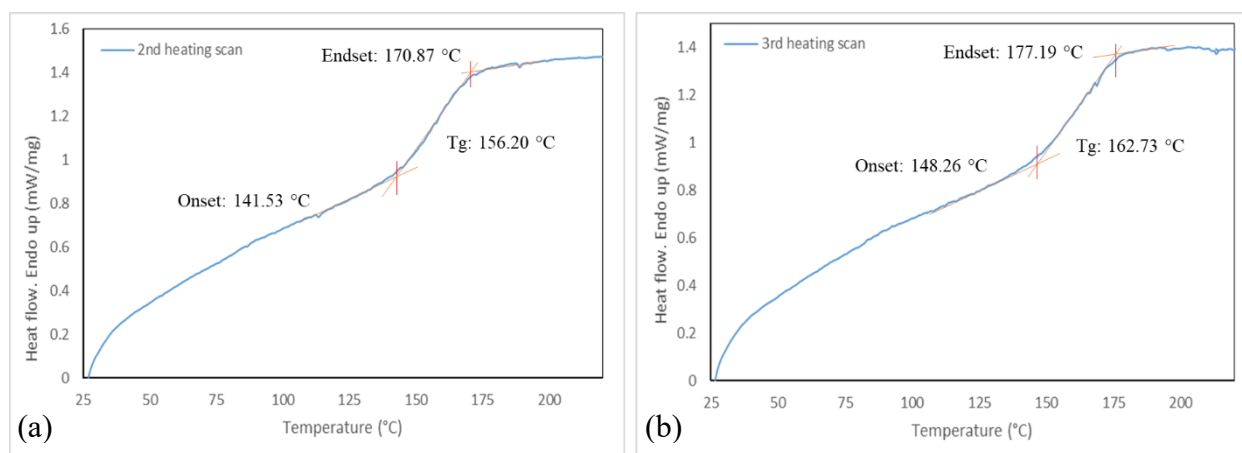 1.6
2nd heating scan
Endset: 170.87 °C
1.4
1.2
Tg: 156.20 °C
1
Onset: 141.53 °C
0.8
0.6
0.4
0.2
0
Heat flow. Endo up (mW/mg)
25 50 75 100 125 150 175 200
Temperature (°C)
(a)
3rd heating scan
Endset: 177.19 °C
1.4
1.2
Tg: 162.73 °C
1
Onset: 148.26 °C
0.8
0.6
0.4
0.2
0
Heat flow. Endo up (mW/mg)
25 50 75 100 125 150 175 200
Temperature (°C)
(b)